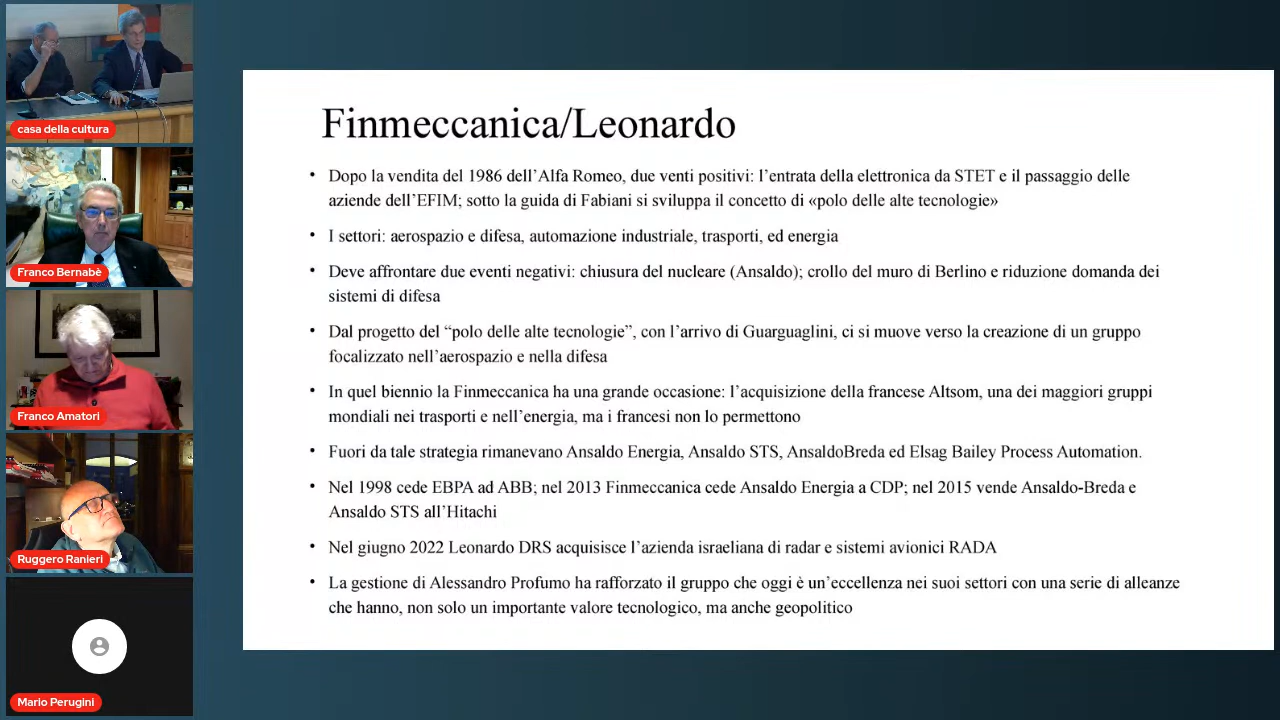 casa della cultura
Franco Bernabè
Franco Amatori
Ruggero Ranieri
Mario Perugini
Finmeccanica/Leonardo
• Dopo la vendita del 1986 dell’Alfa Romeo, due venti positivi: l’entrata della elettronica da STET e il passaggio delle
aziende dell’EFIM; sotto la guida di Fabiani si sviluppa il concetto di «polo delle alte tecnologie»
• I settori: aerospazio e difesa, automazione industriale, trasporti, ed energia
• Deve affrontare due eventi negativi: chiusura del nucleare (Ansaldo); crollo del muro di Berlino e riduzione domanda dei
sistemi di difesa
• Dal progetto del “polo delle alte tecnologie”, con l’arrivo di Guarguaglini, ci si muove verso la creazione di un gruppo
focalizzato nell’aerospazio e nella difesa
• In quel biennio la Finmeccanica ha una grande occasione: l’acquisizione della francese Altsom, una dei maggiori gruppi
mondiali nei trasporti e nell’energia, ma i francesi non lo permettono
• Fuori da tale strategia rimanevano Ansaldo Energia, Ansaldo STS, AnsaldoBreda ed Elsag Bailey Process Automation.
• Nel 1998 cede EBPA ad ABB; nel 2013 Finmeccanica cede Ansaldo Energia a CDP; nel 2015 vende Ansaldo-Breda e
Ansaldo STS all’Hitachi
• Nel giugno 2022 Leonardo DRS acquisisce l’azienda israeliana di radar e sistemi avionici RADA
• La gestione di Alessandro Profumo ha rafforzato il gruppo che oggi è un’eccellenza nei suoi settori con una serie di alleanze
che hanno, non solo un importante valore tecnologico, ma anche geopolitico